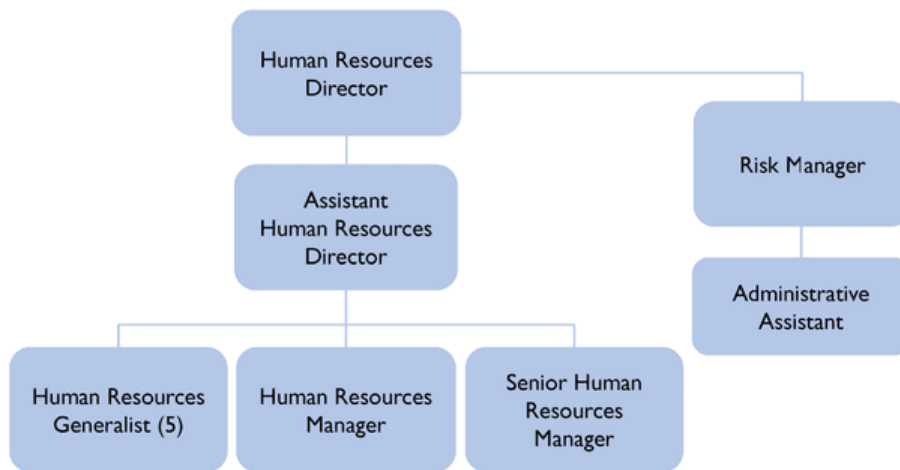 Human Resources
Director
Risk Manager
Assistant
Human Resources
Director
Administrative
Assistant
Human Resources
Generalist (5)
Human Resources
Manager
Senior Human
Resources
Manager